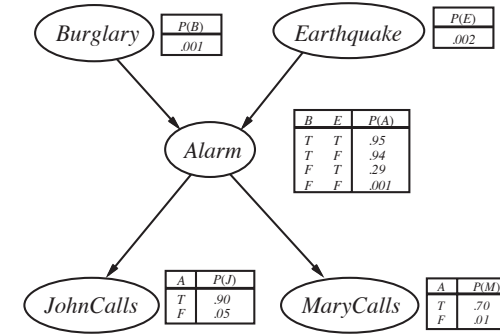 Burglary
P(B)
.001
Earthquake
P(E)
.002
Alarm
B E P(A)
T T .95
T F .94
F T .29
F F .001
JohnCalls
A P(J)
T .90
F .05
MaryCalls
A P(M)
T .70
F .01